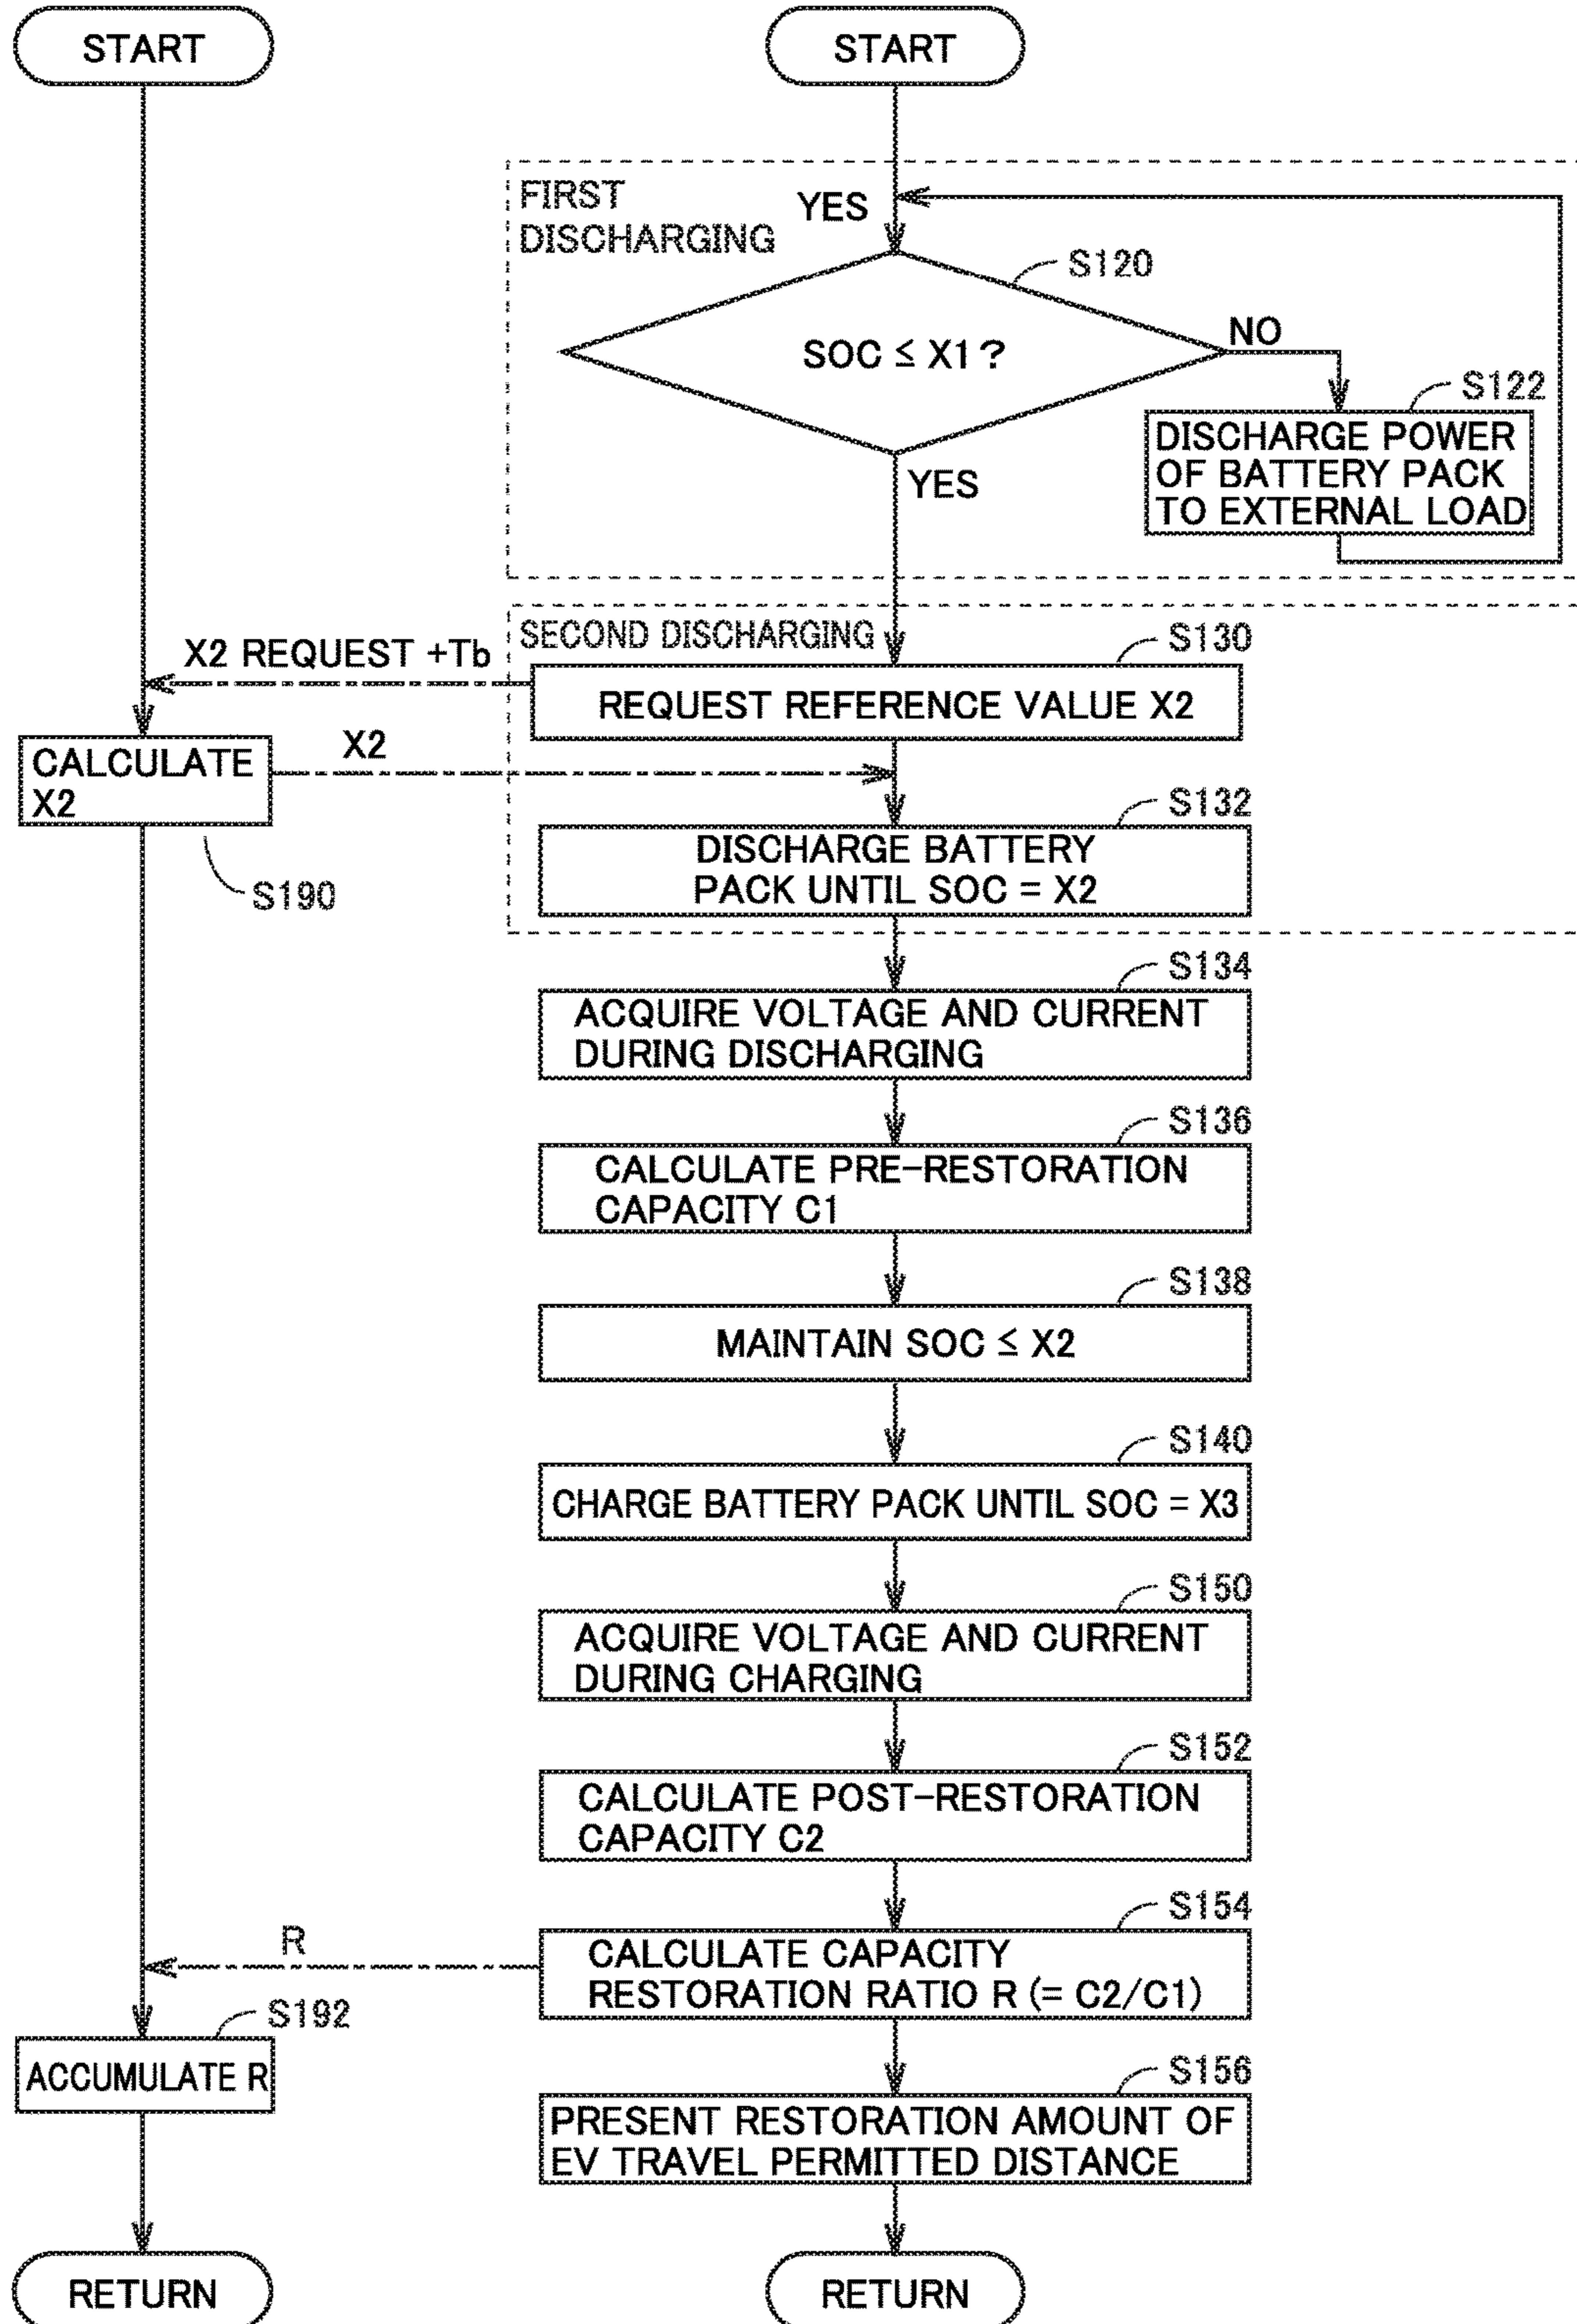 START
START
FIRST
DISCHARGING
YES
S120
SOC ≤ X1 ?
NO
S122
DISCHARGE POWER
OF BATTERY PACK
TO EXTERNAL LOAD
YES
SECOND DISCHARGING
S130
X2 REQUEST +Tb
REQUEST REFERENCE VALUE X2
CALCULATE
X2
X2
S190
S132
DISCHARGE BATTERY
PACK UNTIL SOC = X2
S134
ACQUIRE VOLTAGE AND CURRENT
DURING DISCHARGING
S136
CALCULATE PRE-RESTORATION
CAPACITY C1
S138
MAINTAIN SOC ≤ X2
S140
CHARGE BATTERY PACK UNTIL SOC = X3
S150
ACQUIRE VOLTAGE AND CURRENT
DURING CHARGING
S152
CALCULATE POST-RESTORATION
CAPACITY C2
S154
R
CALCULATE CAPACITY
RESTORATION RATIO R (= C2/C1)
S192
ACCUMULATE R
S156
PRESENT RESTORATION AMOUNT OF
EV TRAVEL PERMITTED DISTANCE
RETURN
RETURN